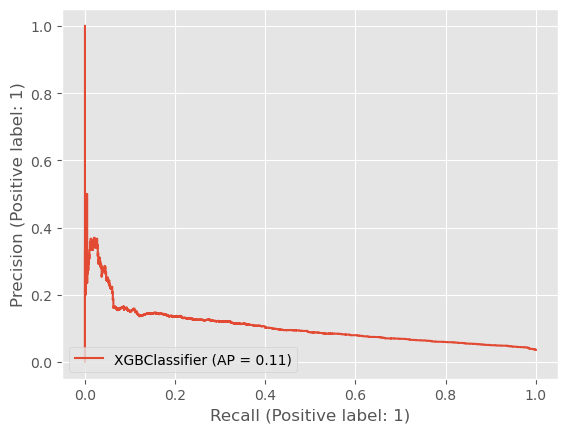 1.0
0.8
0.6
0.4
0.2
0.0
Precision (Positive label: 1)
XGBClassifier (AP = 0.11)
0.0 0.2 0.4 0.6 0.8 1.0
Recall (Positive label: 1)